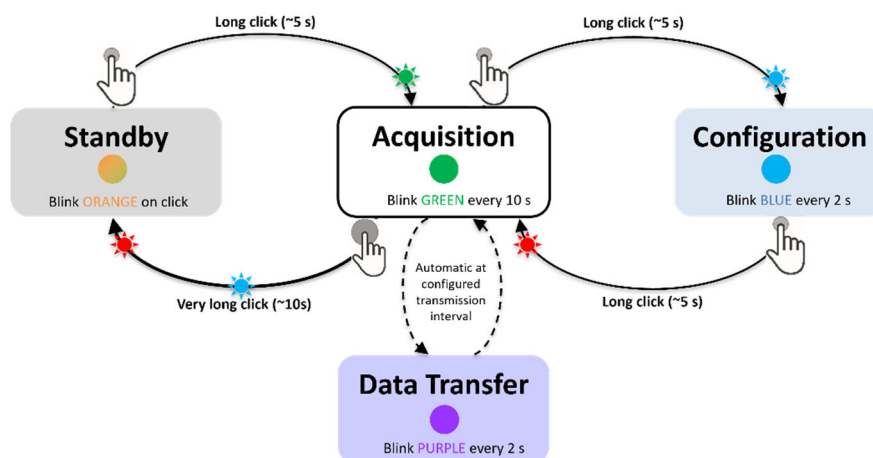 Long click (~5 s)
Long click (~5 s)
Standby
Blink ORANGE on click
Acquisition
Blink GREEN every 10 s
Configuration
Blink BLUE every 2 s
Very long click (~10s)
Automatic at
configured
transmission
interval
Long click (~5 s)
Data Transfer
Blink PURPLE every 2 s